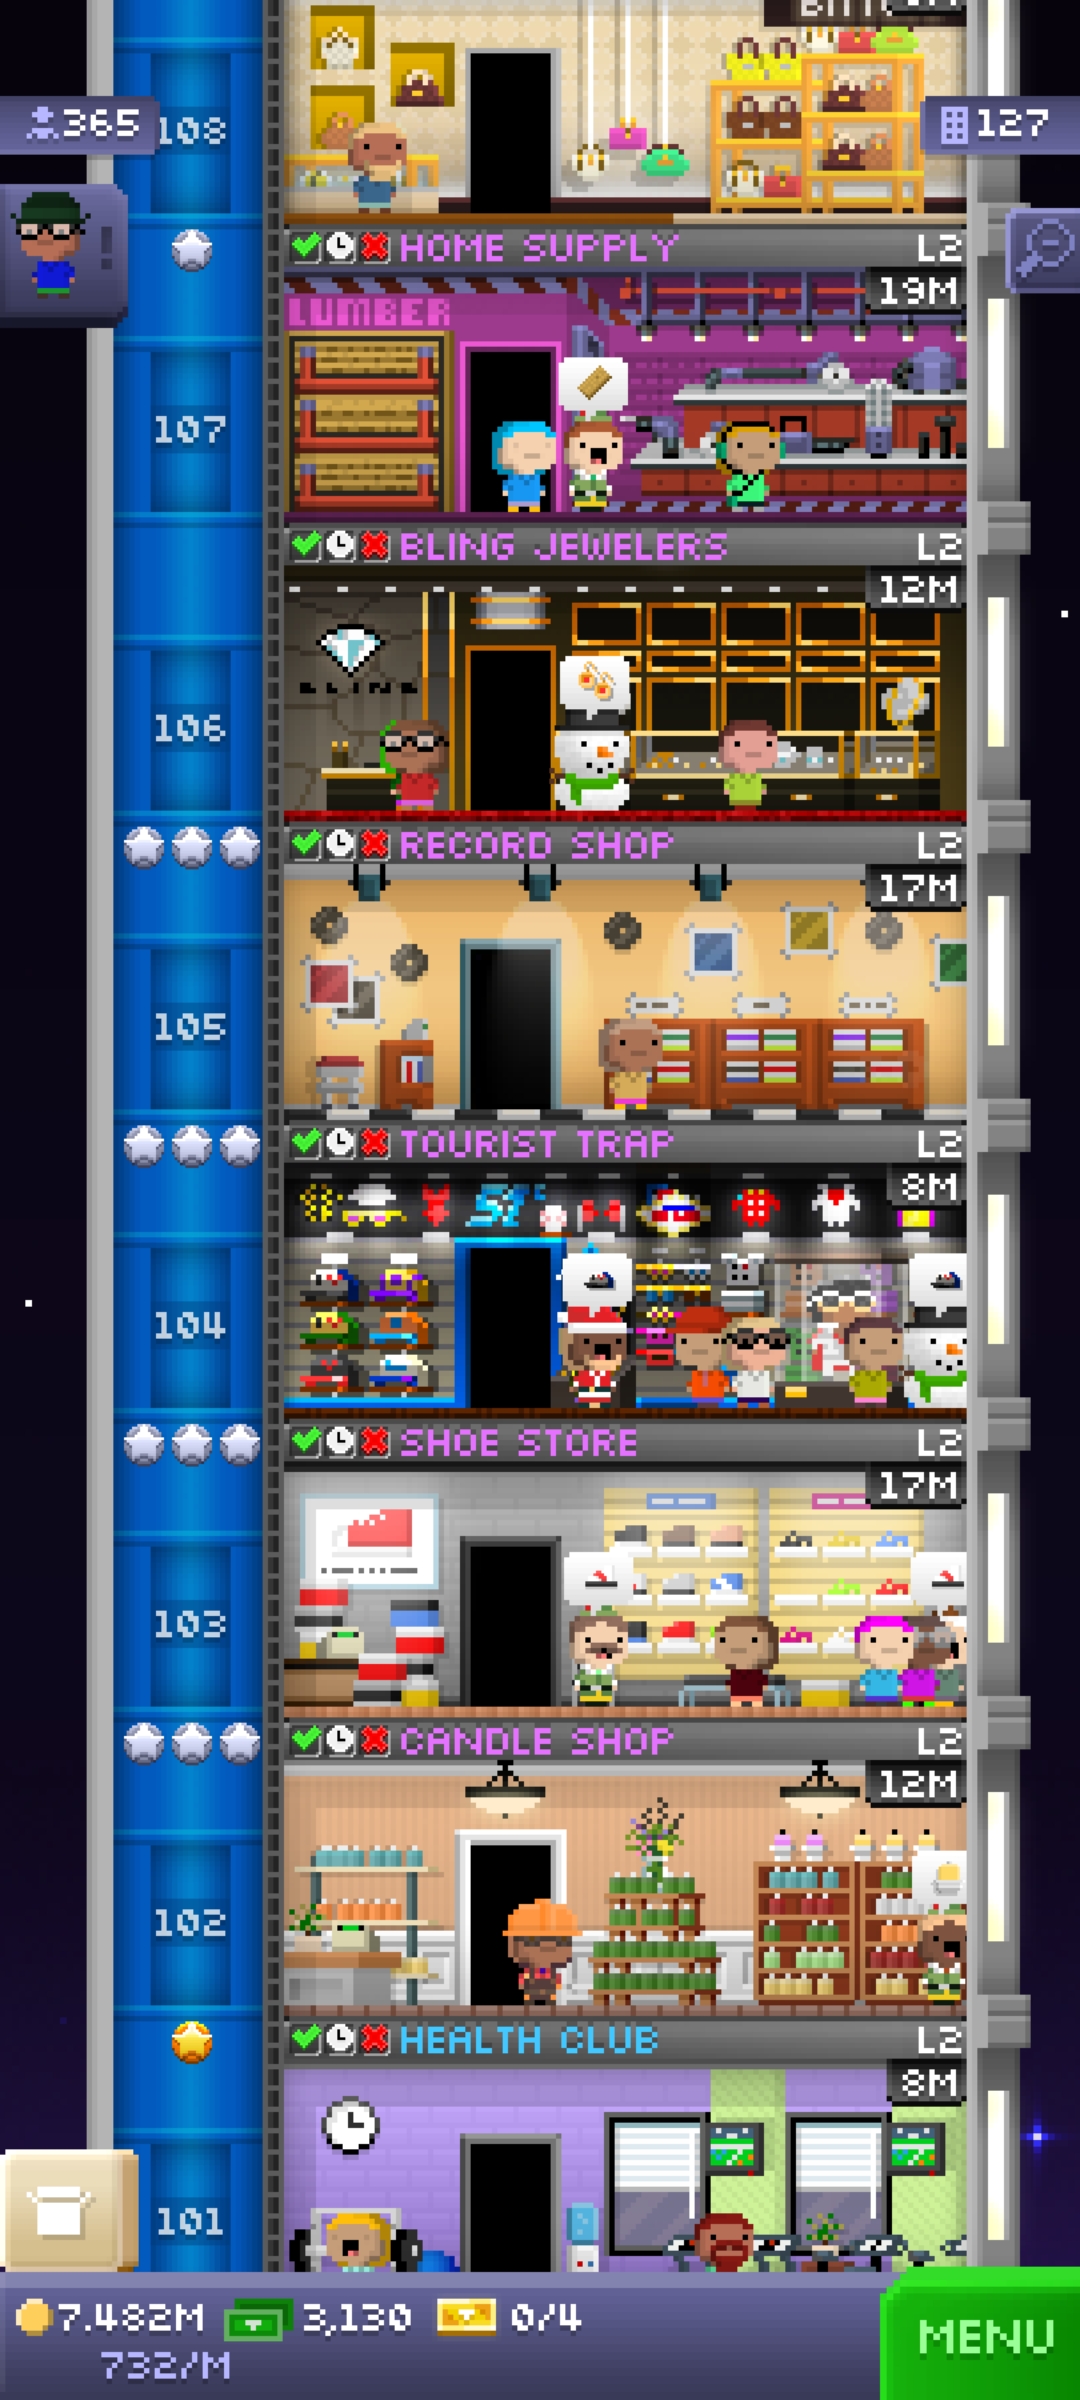 365
108
127
HOME SUPPLY L2
19M
LUMBER
107
BLING JEWELERS L2
12M
BLING
106
RECORD SHOP L2
17M
105
TOURIST TRAP L2
8M
104
SHOE STORE L2
17M
103
CANDLE SHOP L2
12M
102
HEALTH CLUB L2
8M
101
7.482M 3,130 0/4
732/M
MENU